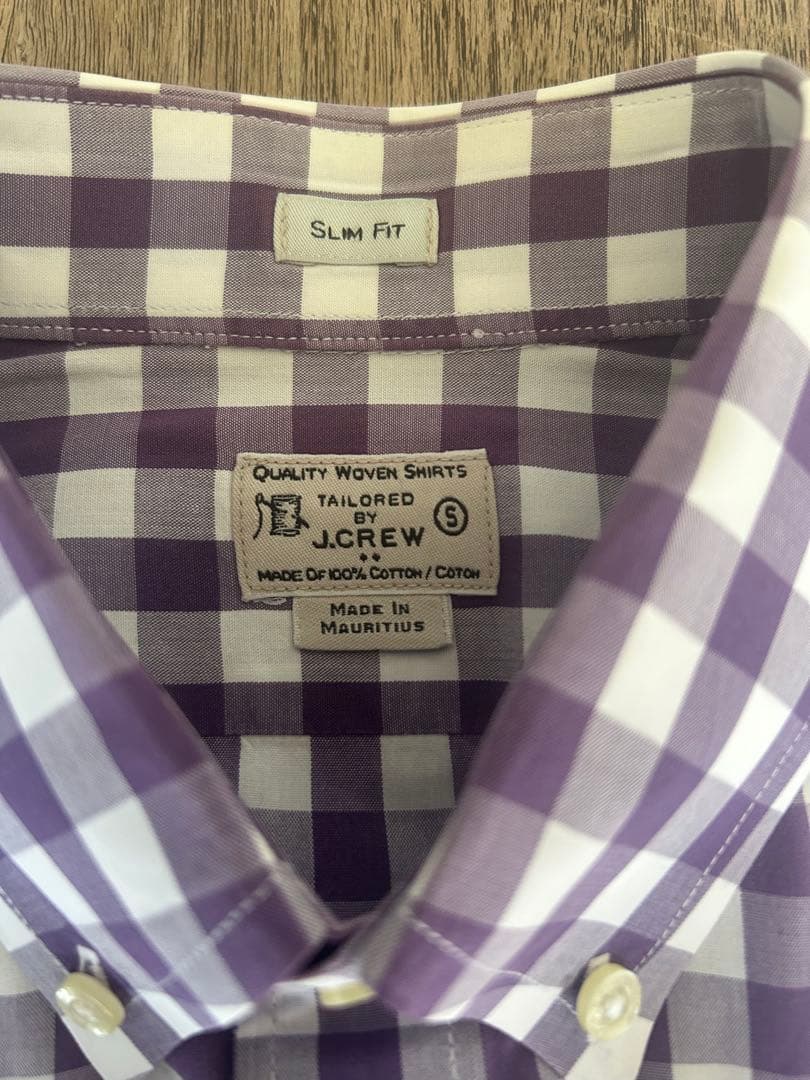 SLIM FIT
QUALITY WOVEN SHIRTS
TAILORED
BY
S
J.CREW
MADE OF 100% COTTON / COTON
MADE IN
MAURITIUS